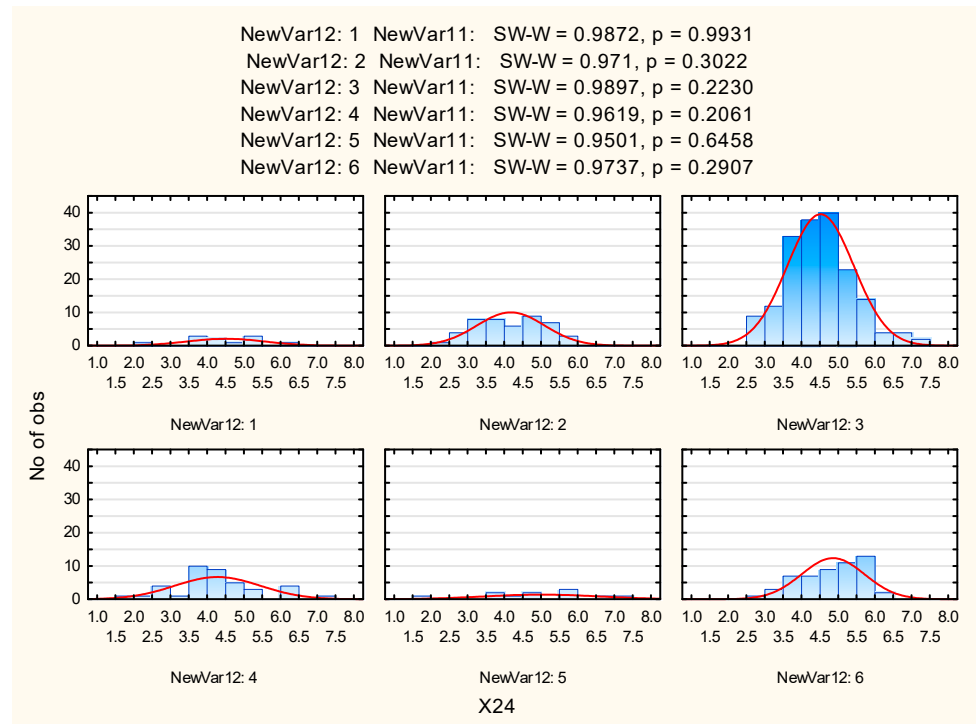 NewVar12: 1 NewVar11: SW-W = 0.9872, p = 0.9931
NewVar12: 2 NewVar11: SW-W = 0.971, p = 0.3022
NewVar12: 3 NewVar11: SW-W = 0.9897, p = 0.2230
NewVar12: 4 NewVar11: SW-W = 0.9619, p = 0.2061
NewVar12: 5 NewVar11: SW-W = 0.9501, p = 0.6458
NewVar12: 6 NewVar11: SW-W = 0.9737, p = 0.2907
No of obs
40
30
20
10
0
1.0 2.0 3.0 4.0 5.0 6.0 7.0 8.0
1.5 2.5 3.5 4.5 5.5 6.5 7.5
NewVar12: 1
1.0 2.0 3.0 4.0 5.0 6.0 7.0 8.0
1.5 2.5 3.5 4.5 5.5 6.5 7.5
NewVar12: 2
1.0 2.0 3.0 4.0 5.0 6.0 7.0 8.0
1.5 2.5 3.5 4.5 5.5 6.5 7.5
NewVar12: 3
40
30
20
10
0
1.0 2.0 3.0 4.0 5.0 6.0 7.0 8.0
1.5 2.5 3.5 4.5 5.5 6.5 7.5
NewVar12: 4
1.0 2.0 3.0 4.0 5.0 6.0 7.0 8.0
1.5 2.5 3.5 4.5 5.5 6.5 7.5
NewVar12: 5
1.0 2.0 3.0 4.0 5.0 6.0 7.0 8.0
1.5 2.5 3.5 4.5 5.5 6.5 7.5
NewVar12: 6
X24